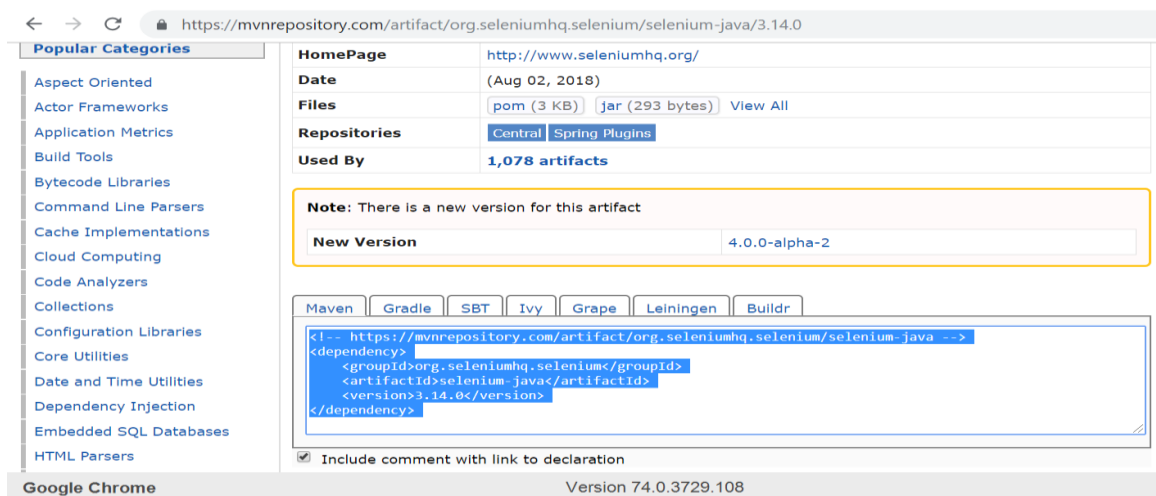 https://mvnrepository.com/artifact/org.seleniumhq.selenium/selenium-java/3.14.0
Popular Categories
Aspect Oriented
Actor Frameworks
Application Metrics
Build Tools
Bytecode Libraries
Command Line Parsers
Cache Implementations
Cloud Computing
Code Analyzers
Collections
Configuration Libraries
Core Utilities
Date and Time Utilities
Dependency Injection
Embedded SQL Databases
HTML Parsers
HomePage http://www.seleniumhq.org/
Date (Aug 02, 2018)
Files pom (3 KB) jar (293 bytes) View All
Repositories Central Spring Plugins
Used By 1,078 artifacts
Note: There is a new version for this artifact
New Version 4.0.0-alpha-2
Maven Gradle SBT Ivy Grape Leiningen Buildr
<!-- https://mvnrepository.com/artifact/org.seleniumhq.selenium/selenium-java -->
<dependency>
    <groupId>org.seleniumhq.selenium</groupId>
    <artifactId>selenium-java</artifactId>
    <version>3.14.0</version>
</dependency>
Include comment with link to declaration
Google Chrome Version 74.0.3729.108